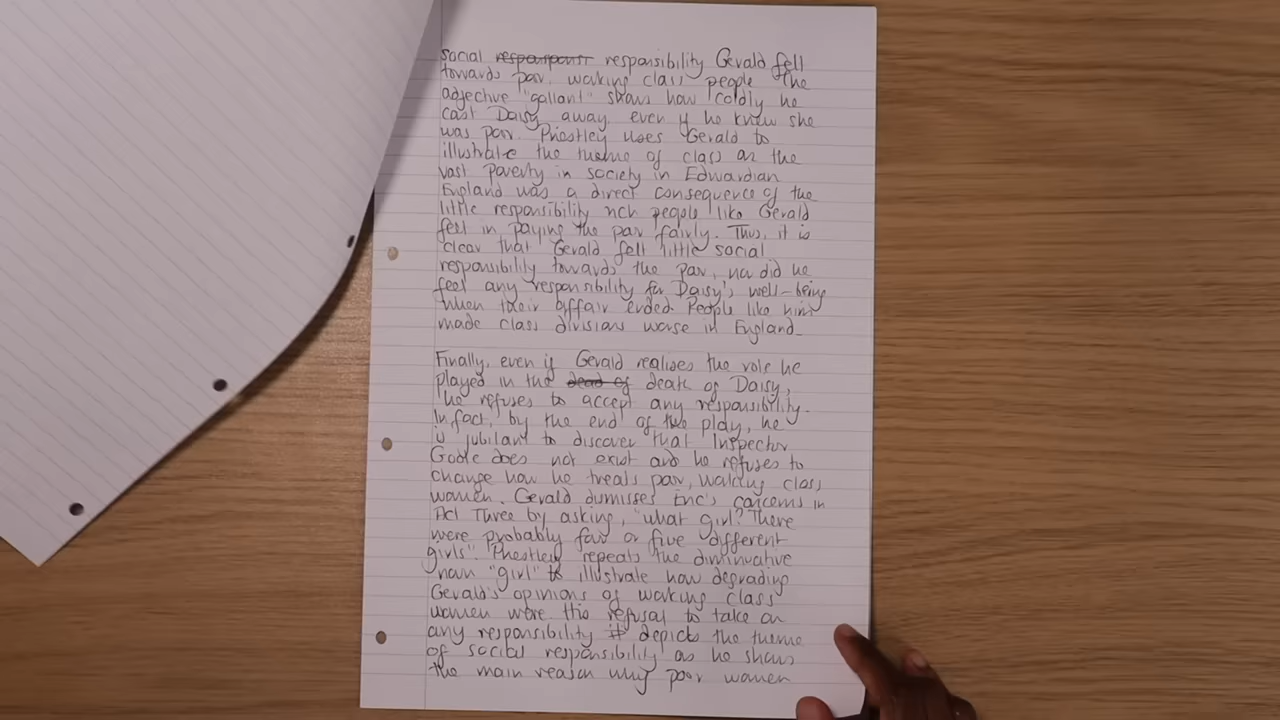 social responspont responsibility Gerald felt
towards poor working class people the
adjective "gallant" shows how coldly he
cast Daisy away even if he knew she
was poor. Priestley uses Gerald to
illustrate the theme of class as the
vast poverty in society in Edwardian
England was a direct consequence of the
little responsibility rich people like Gerald
felt in paying the poor fairly. Thus, it is
clear that Gerald felt little social
responsibility towards the poor, nor did he
feel any responsibility for Daisy's well-being
when their affair ended. People like him
made class divisions worse in England.
Finally, even if Gerald realises the role he
played in the dead of death of Daisy,
he refuses to accept any responsibility.
In fact, by the end of the play, he
is jubilant to discover that Inspector
Goole does not exist and he refuses to
change how he treats poor, working class
women. Gerald dismisses Eric's concerns in
Act Three by asking, "what girl? There
were probably four or five different
girls". Priestley repeats the diminutive
noun "girl" to illustrate how degrading
Gerald's opinions of working class
women were. His refusal to take on
any responsibility it depicts the theme
of social responsibility as he shows
the main reason why poor women